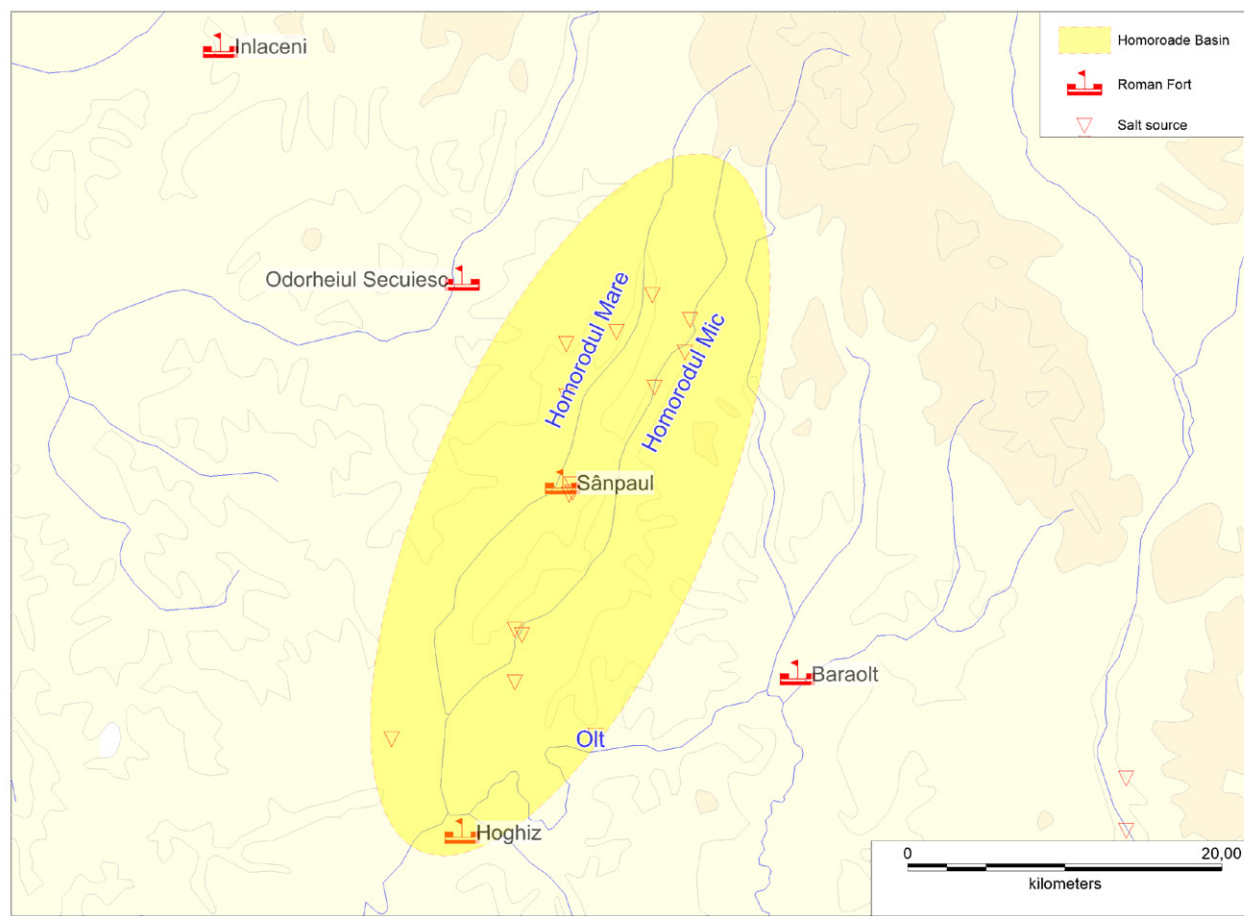 Inlaceni
Homoroade Basin
Roman Fort
Salt source
Odorheiul Secuiesc
Homorodul Mare
Homorodul Mic
Sânpaul
Baraolt
Olt
Hoghiz
0 20,00
kilometers